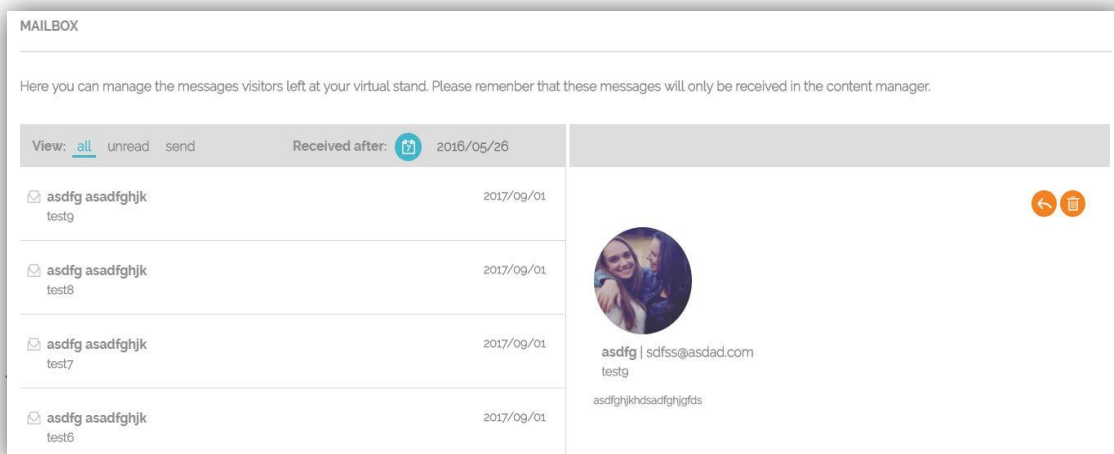 MAILBOX
Here you can manage the messages visitors left at your virtual stand. Please remenber that these messages will only be received in the content manager.
View: all unread send Received after: 7 2016/05/26
asdfg asadfghjk 2017/09/01
test9
asdfg asadfghjk 2017/09/01
test8
asdfg asadfghjk 2017/09/01
test7
asdfg asadfghjk 2017/09/01
test6
asdfg | sdfss@asdad.com
test9
asdfghjkhdsadfghjgfds